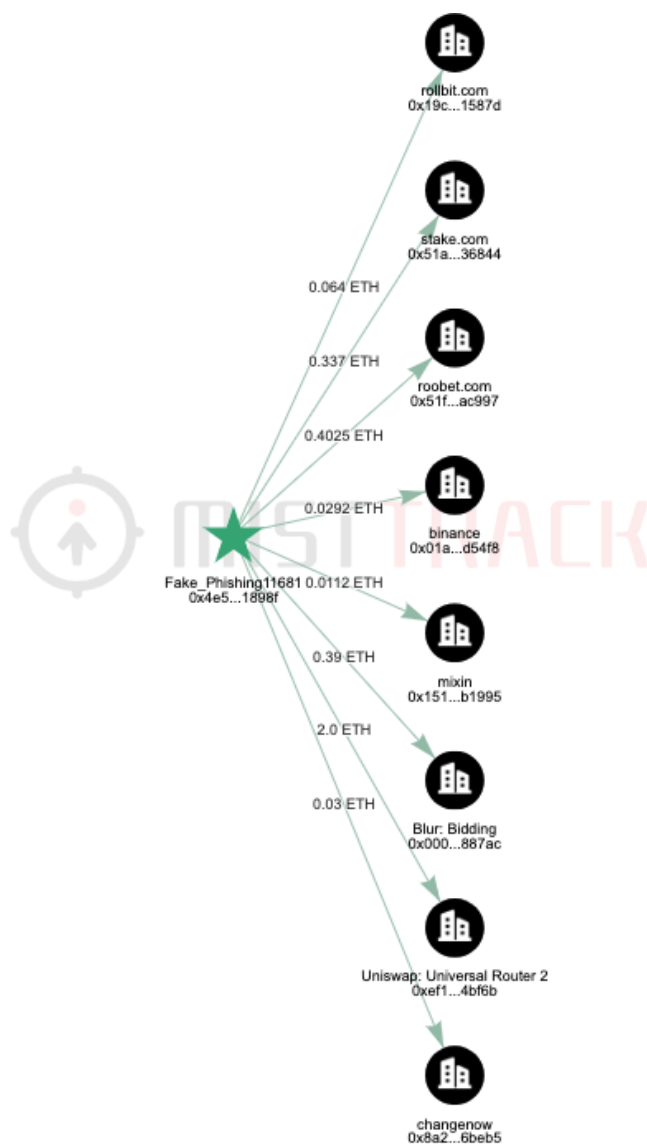 rollbit.com
0x19c...1587d
stake.com
0x51a...36844
0.064 ETH
0.337 ETH
roobet.com
0x51f...ac997
0.4025 ETH
0.0292 ETH
binance
0x01a...d54f8
MISTTRACK
Fake_Phishing11681
0x4e5...1898f
0.0112 ETH
0.39 ETH
mixin
0x151...b1995
2.0 ETH
0.03 ETH
Blur: Bidding
0x000...887ac
Uniswap: Universal Router 2
0xef1...4bf6b
changenow
0x8a2...6beb5